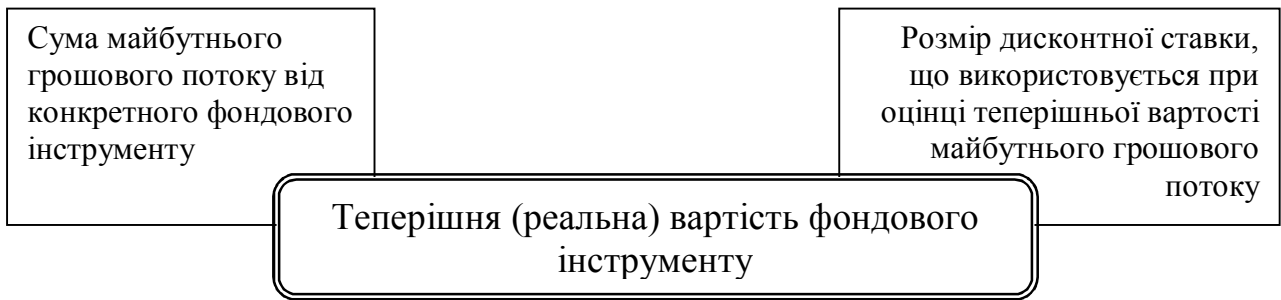 Сума майбутнього
грошового потоку від
конкретного фондового
інструменту
Розмір дисконтної ставки,
що використовується при
оцінці теперішньої вартості
майбутнього грошового
потоку
Теперішня (реальна) вартість фондового
інструменту